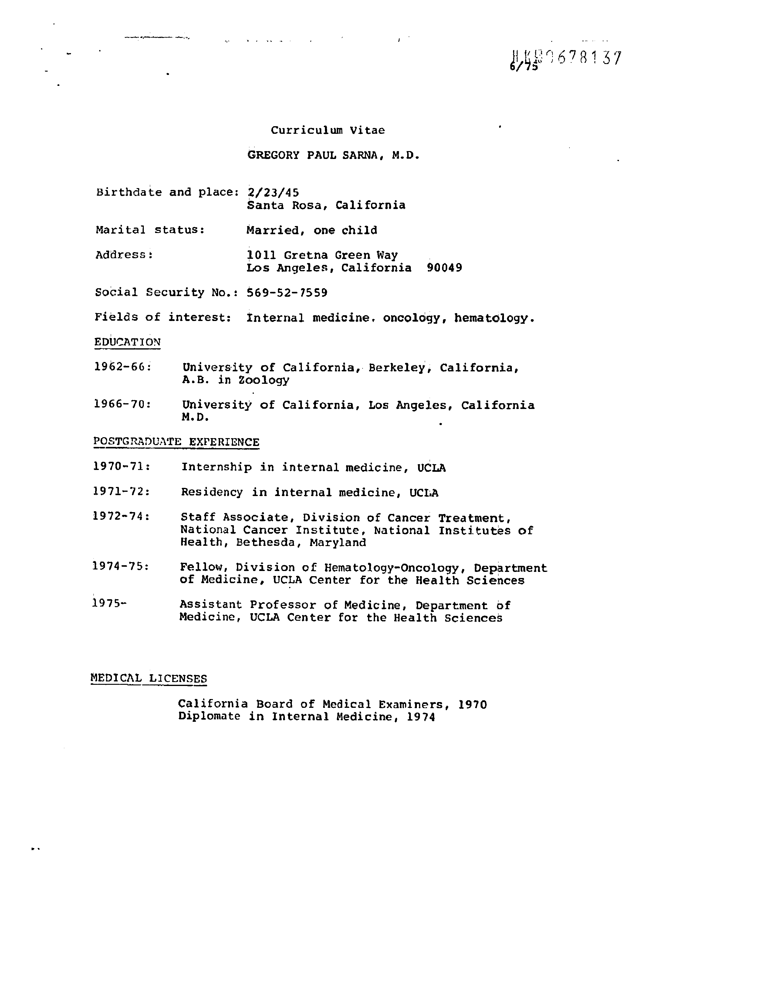 0678137
6/75
Curriculum Vitae
GREGORY PAUL SARNA, M.D.
Birthdate and place: 2/23/45
Santa Rosa, California
Marital status: Married, one child
Address: 1011 Gretna Green Way
Los Angeles, California 90049
Social Security No.: 569-52-7559
Fields of interest: Internal medicine. oncology, hematology.
EDUCATION
1962-66: University of California, Berkeley, California,
A.B. in Zoology
1966-70: University of California, Los Angeles, California
M.D.
POSTGRADUATE EXPERIENCE
1970-71: Internship in internal medicine, UCLA
1971-72: Residency in internal medicine, UCLA
1972-74: Staff Associate, Division of Cancer Treatment,
National Cancer Institute, National Institutes of
Health, Bethesda, Maryland
1974-75: Fellow, Division of Hematology-Oncology, Department
of Medicine, UCLA Center for the Health Sciences
1975- Assistant Professor of Medicine, Department of
Medicine, UCLA Center for the Health Sciences
MEDICAL LICENSES
California Board of Medical Examiners, 1970
Diplomate in Internal Medicine, 1974